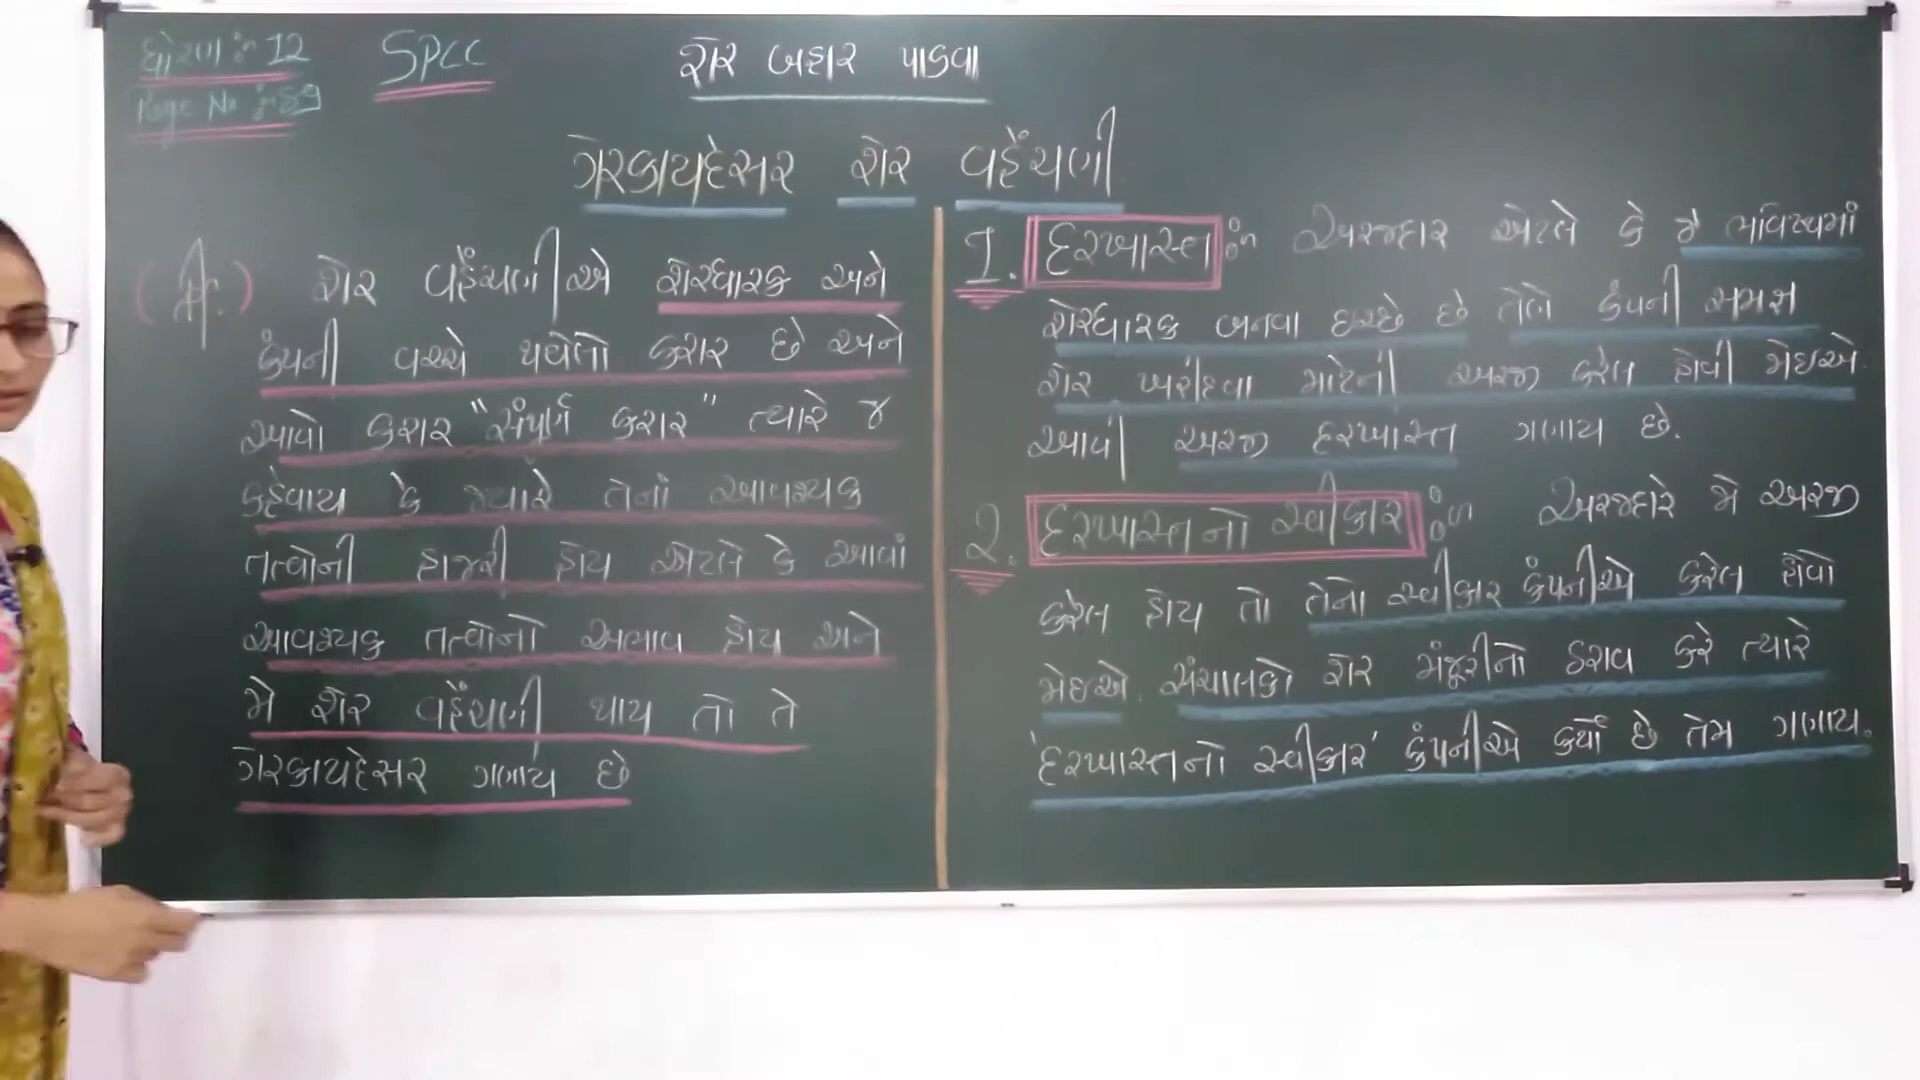 ધોરણ : 12
SPCC
શેર બહાર પાડવા
Page No :
ગેરકાયદેસર શેર વહેંચણી
શેર વહેંચણી એ શેરધારક અને
કંપની વચ્ચે થયેલો કરાર છે અને
આવો કરાર "સંપૂર્ણ કરાર" ત્યારે જ
કહેવાય કે જ્યારે તેનાં આવશ્યક
તત્વોની હાજરી હોય એટલે કે આવાં
આવશ્યક તત્વોનો અભાવ હોય અને
જો શેર વહેંચણી થાય તો તે
ગેરકાયદેસર ગણાય છે
1. દરખાસ્ત : અરજદાર એટલે કે જે ભવિષ્યમાં
શેરધારક બનવા ઇચ્છે છે તેણે કંપની સમક્ષ
શેર ખરીદવા માટેની અરજી કરેલ હોવી જોઇએ.
આવી અરજી દરખાસ્ત ગણાય છે.
2. દરખાસ્તનો સ્વીકાર : અરજદારે જો અરજી
કરેલ હોય તો તેનો સ્વીકાર કંપનીએ કરેલ હોવો
જોઇએ. સંચાલકો શેર મંજૂરીનો ઠરાવ કરે ત્યારે
'દરખાસ્તનો સ્વીકાર' કંપનીએ કર્યો છે તેમ ગણાય.